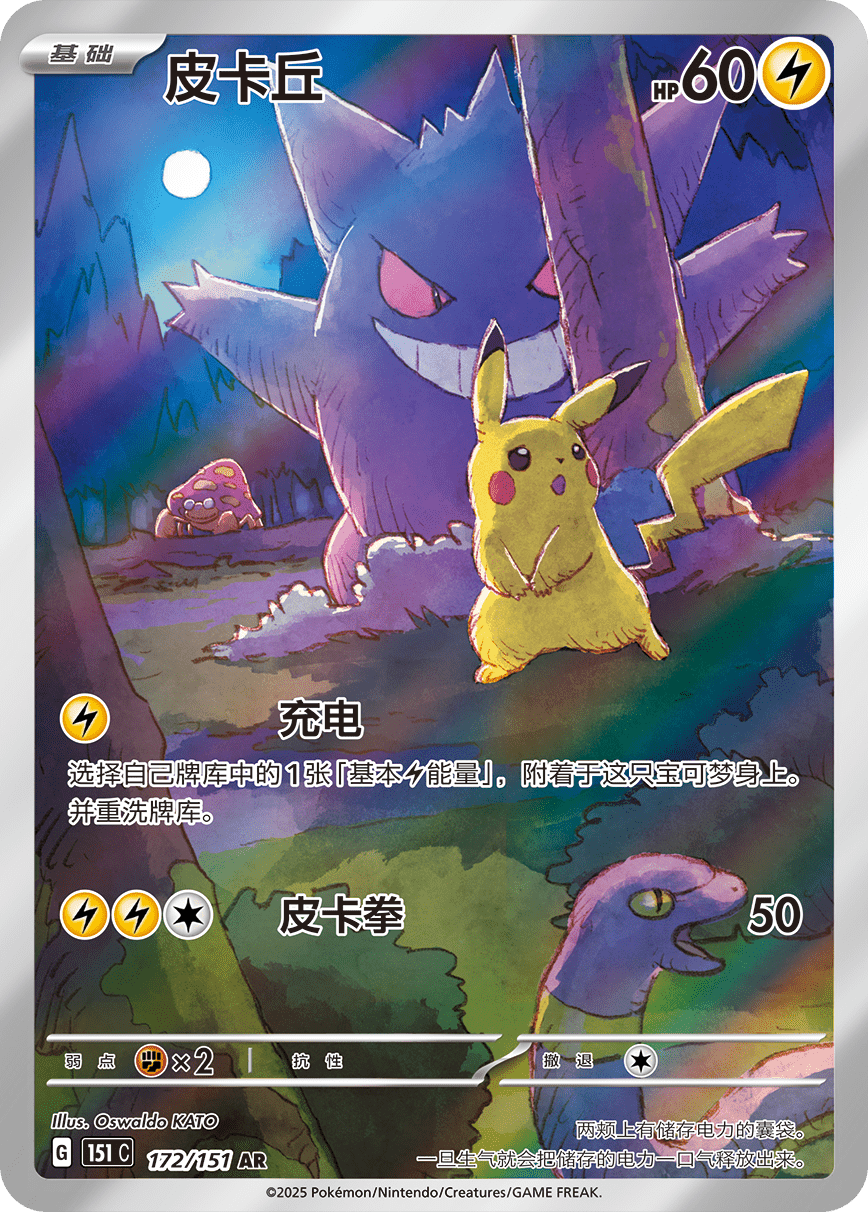 基础
皮卡丘
HP60
充电
选择自己牌库中的1张「基本能量」，附着于这只宝可梦身上。
并重洗牌库。
皮卡拳 50
弱点 ×2 抗性 撤退
Illus. Oswaldo KATO
G 151 C 172/151 AR
两颊上有储存电力的囊袋。
一旦生气就会把储存的电力一口气释放出来。
©2025 Pokémon/Nintendo/Creatures/GAME FREAK.